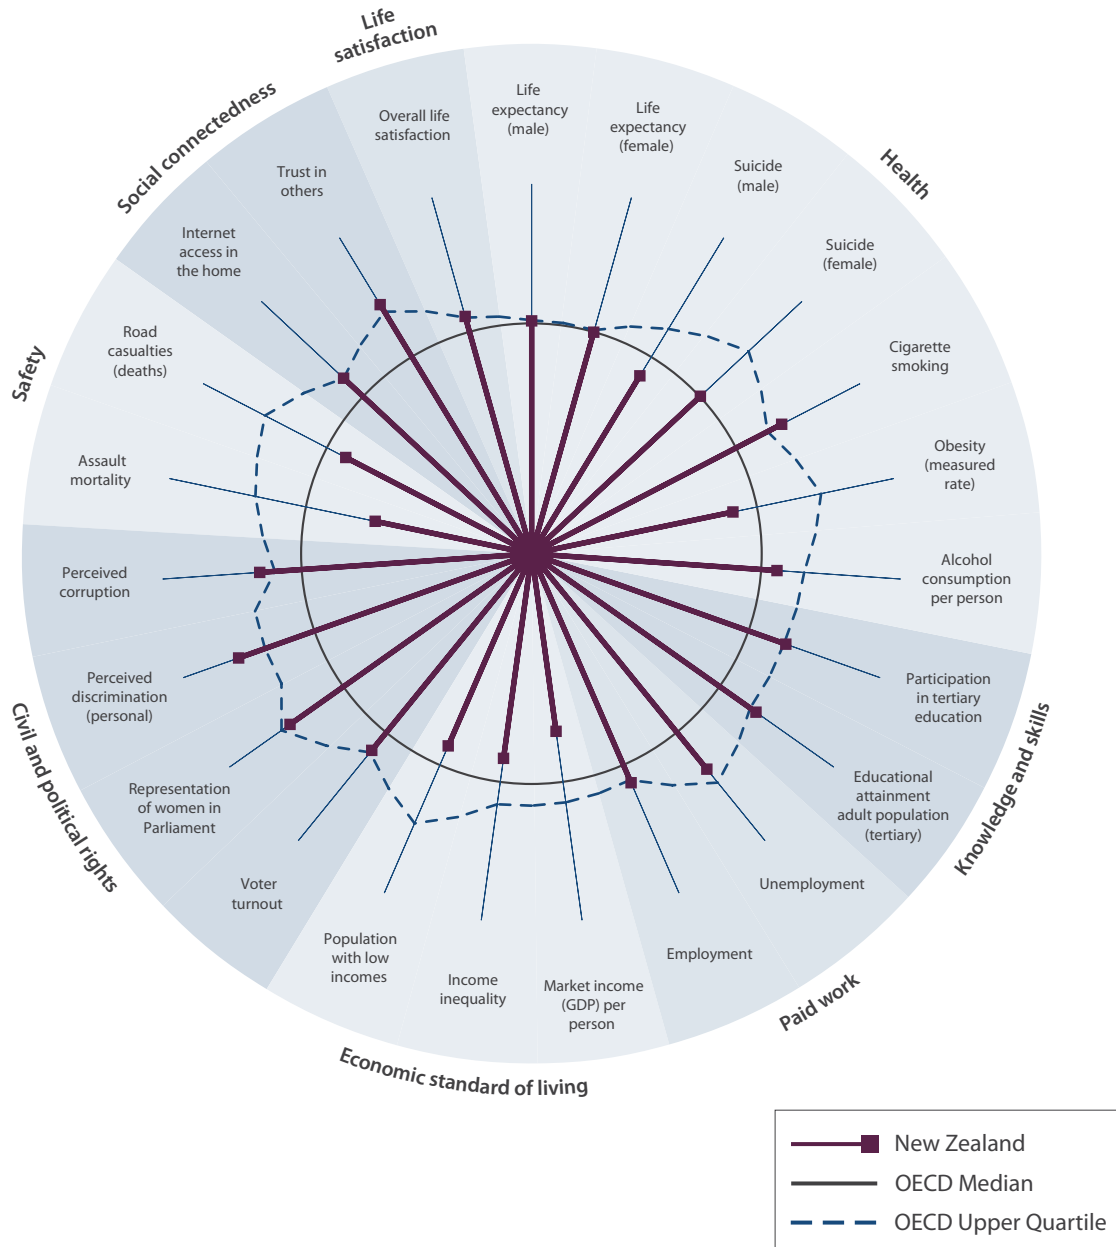 Life
satisfaction
Social connectedness
Safety
Civil and political rights
Economic standard of living
Paid work
Knowledge and skills
Health
Overall life
satisfaction
Life
expectancy
(male)
Life
expectancy
(female)
Suicide
(male)
Suicide
(female)
Cigarette
smoking
Obesity
(measured
rate)
Alcohol
consumption
per person
Participation
in tertiary
education
Educational
attainment
adult population
(tertiary)
Unemployment
Employment
Market income
(GDP) per
person
Income
inequality
Population
with low
incomes
Voter
turnout
Representation
of women in
Parliament
Perceived
discrimination
(personal)
Perceived
corruption
Assault
mortality
Road
casualties
(deaths)
Internet
access in
the home
Trust in
others
New Zealand
OECD Median
OECD Upper Quartile